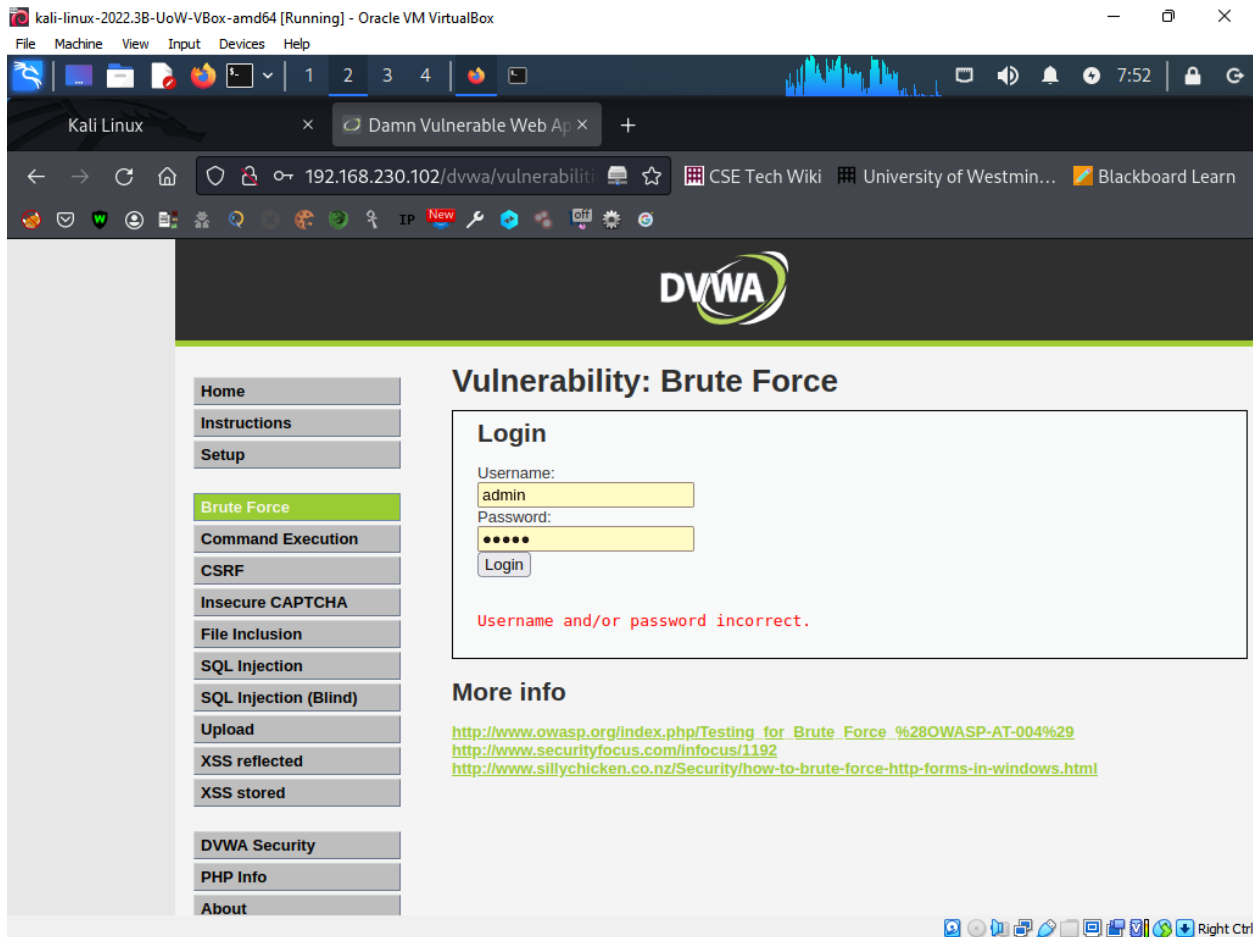 kali-linux-2022.3B-UoW-VBox-amd64 [Running] - Oracle VM VirtualBox
File Machine View Input Devices Help
1 2 3 4 7:52
Kali Linux × Damn Vulnerable Web Ap × +
192.168.230.102/dvwa/vulnerabiliti CSE Tech Wiki University of Westmin... Blackboard Learn
IP New off
DVWA
Home
Instructions
Setup
Brute Force
Command Execution
CSRF
Insecure CAPTCHA
File Inclusion
SQL Injection
SQL Injection (Blind)
Upload
XSS reflected
XSS stored
DVWA Security
PHP Info
About
Vulnerability: Brute Force
Login
Username:
admin
Password:
•••••
Login
Username and/or password incorrect.
More info
http://www.owasp.org/index.php/Testing_for_Brute_Force_%28OWASP-AT-004%29
http://www.securityfocus.com/infocus/1192
http://www.sillychicken.co.nz/Security/how-to-brute-force-http-forms-in-windows.html
Right Ctrl